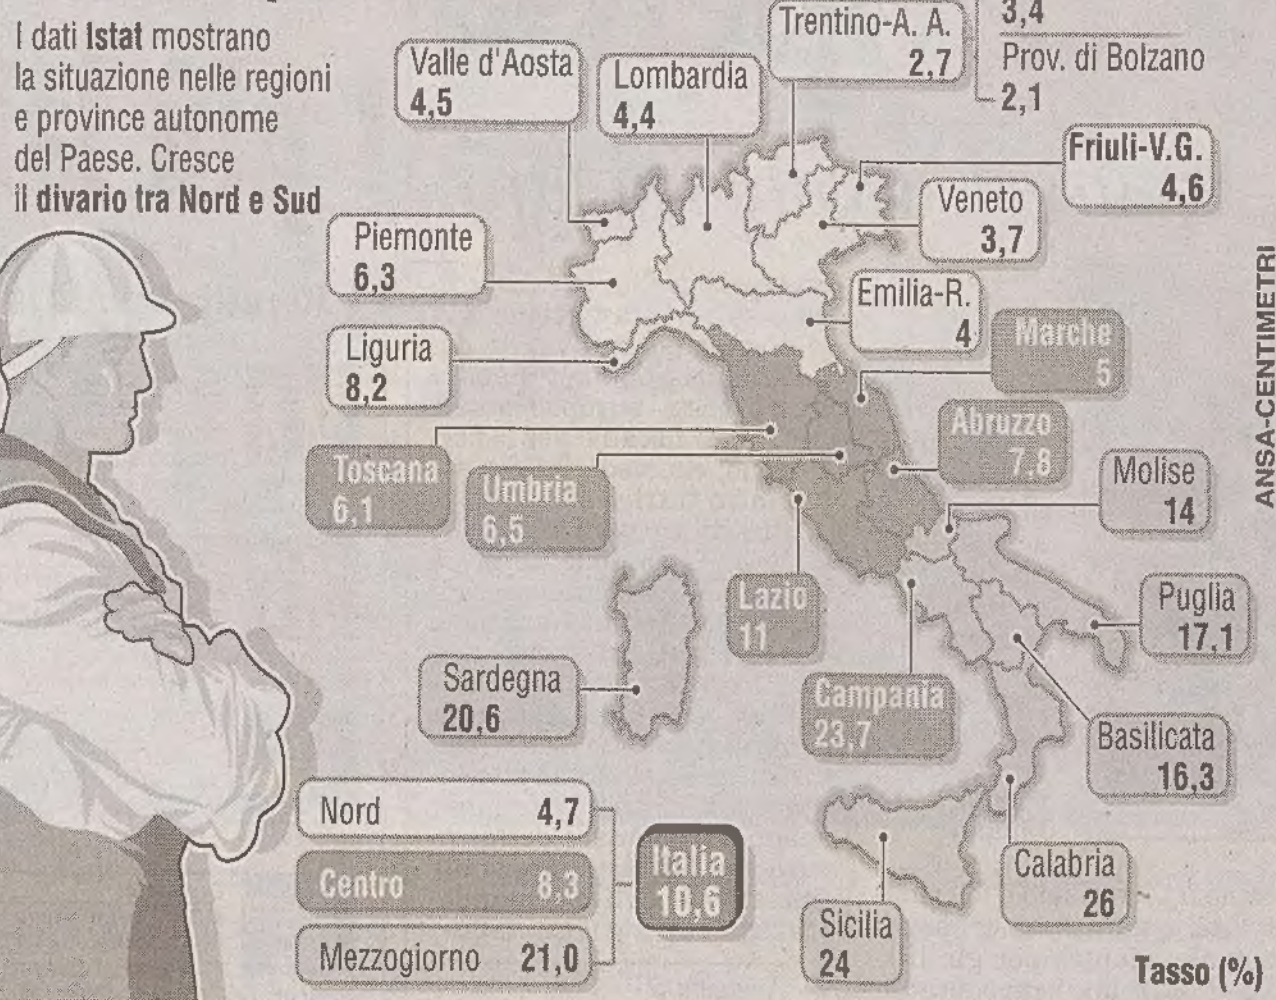 I dati Istat mostrano
la situazione nelle regioni
e province autonome
del Paese. Cresce
il divario tra Nord e Sud
Valle d'Aosta
4,5
Lombardia
4,4
Trentino-A. A.
2,7
3,4
Prov. di Bolzano
2,1
Friuli-V.G.
4,6
Veneto
3,7
Piemonte
6,3
Emilia-R.
4
Liguria
8,2
Marche
5
Toscana
6,1
Umbria
6,5
Abruzzo
7.8
Molise
14
Lazio
11
Puglia
17,1
Sardegna
20,6
Campania
23,7
Basilicata
16,3
Calabria
26
Sicilia
24
Nord 4,7
Centro 8,3
Mezzogiorno 21,0
Italia
10,6
Tasso (%)
ANSA-CENTIMETRI